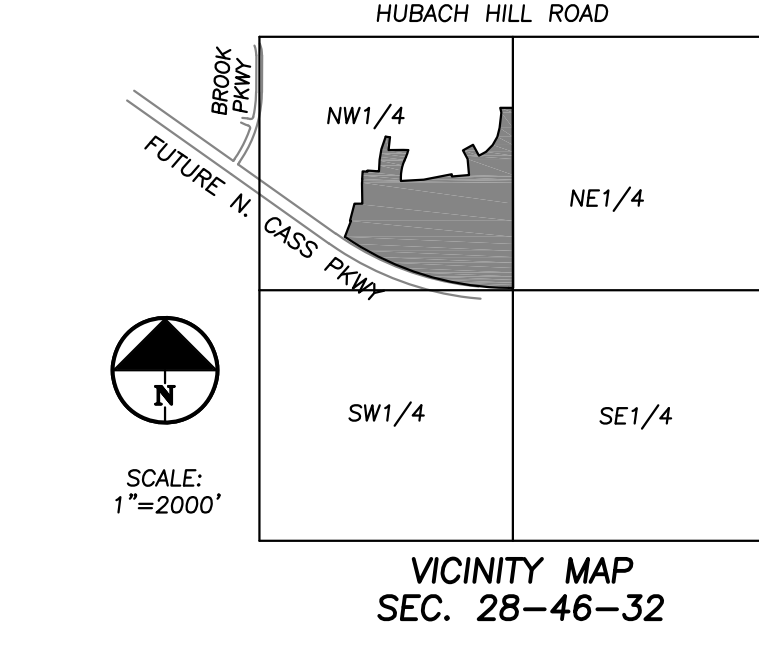 HUBACH HILL ROAD
BROOK
PKWY
NW1/4
FUTURE N. CASS PKWY
NE1/4
N
SW1/4
SE1/4
SCALE:
1"=2000'
VICINITY MAP
SEC. 28-46-32